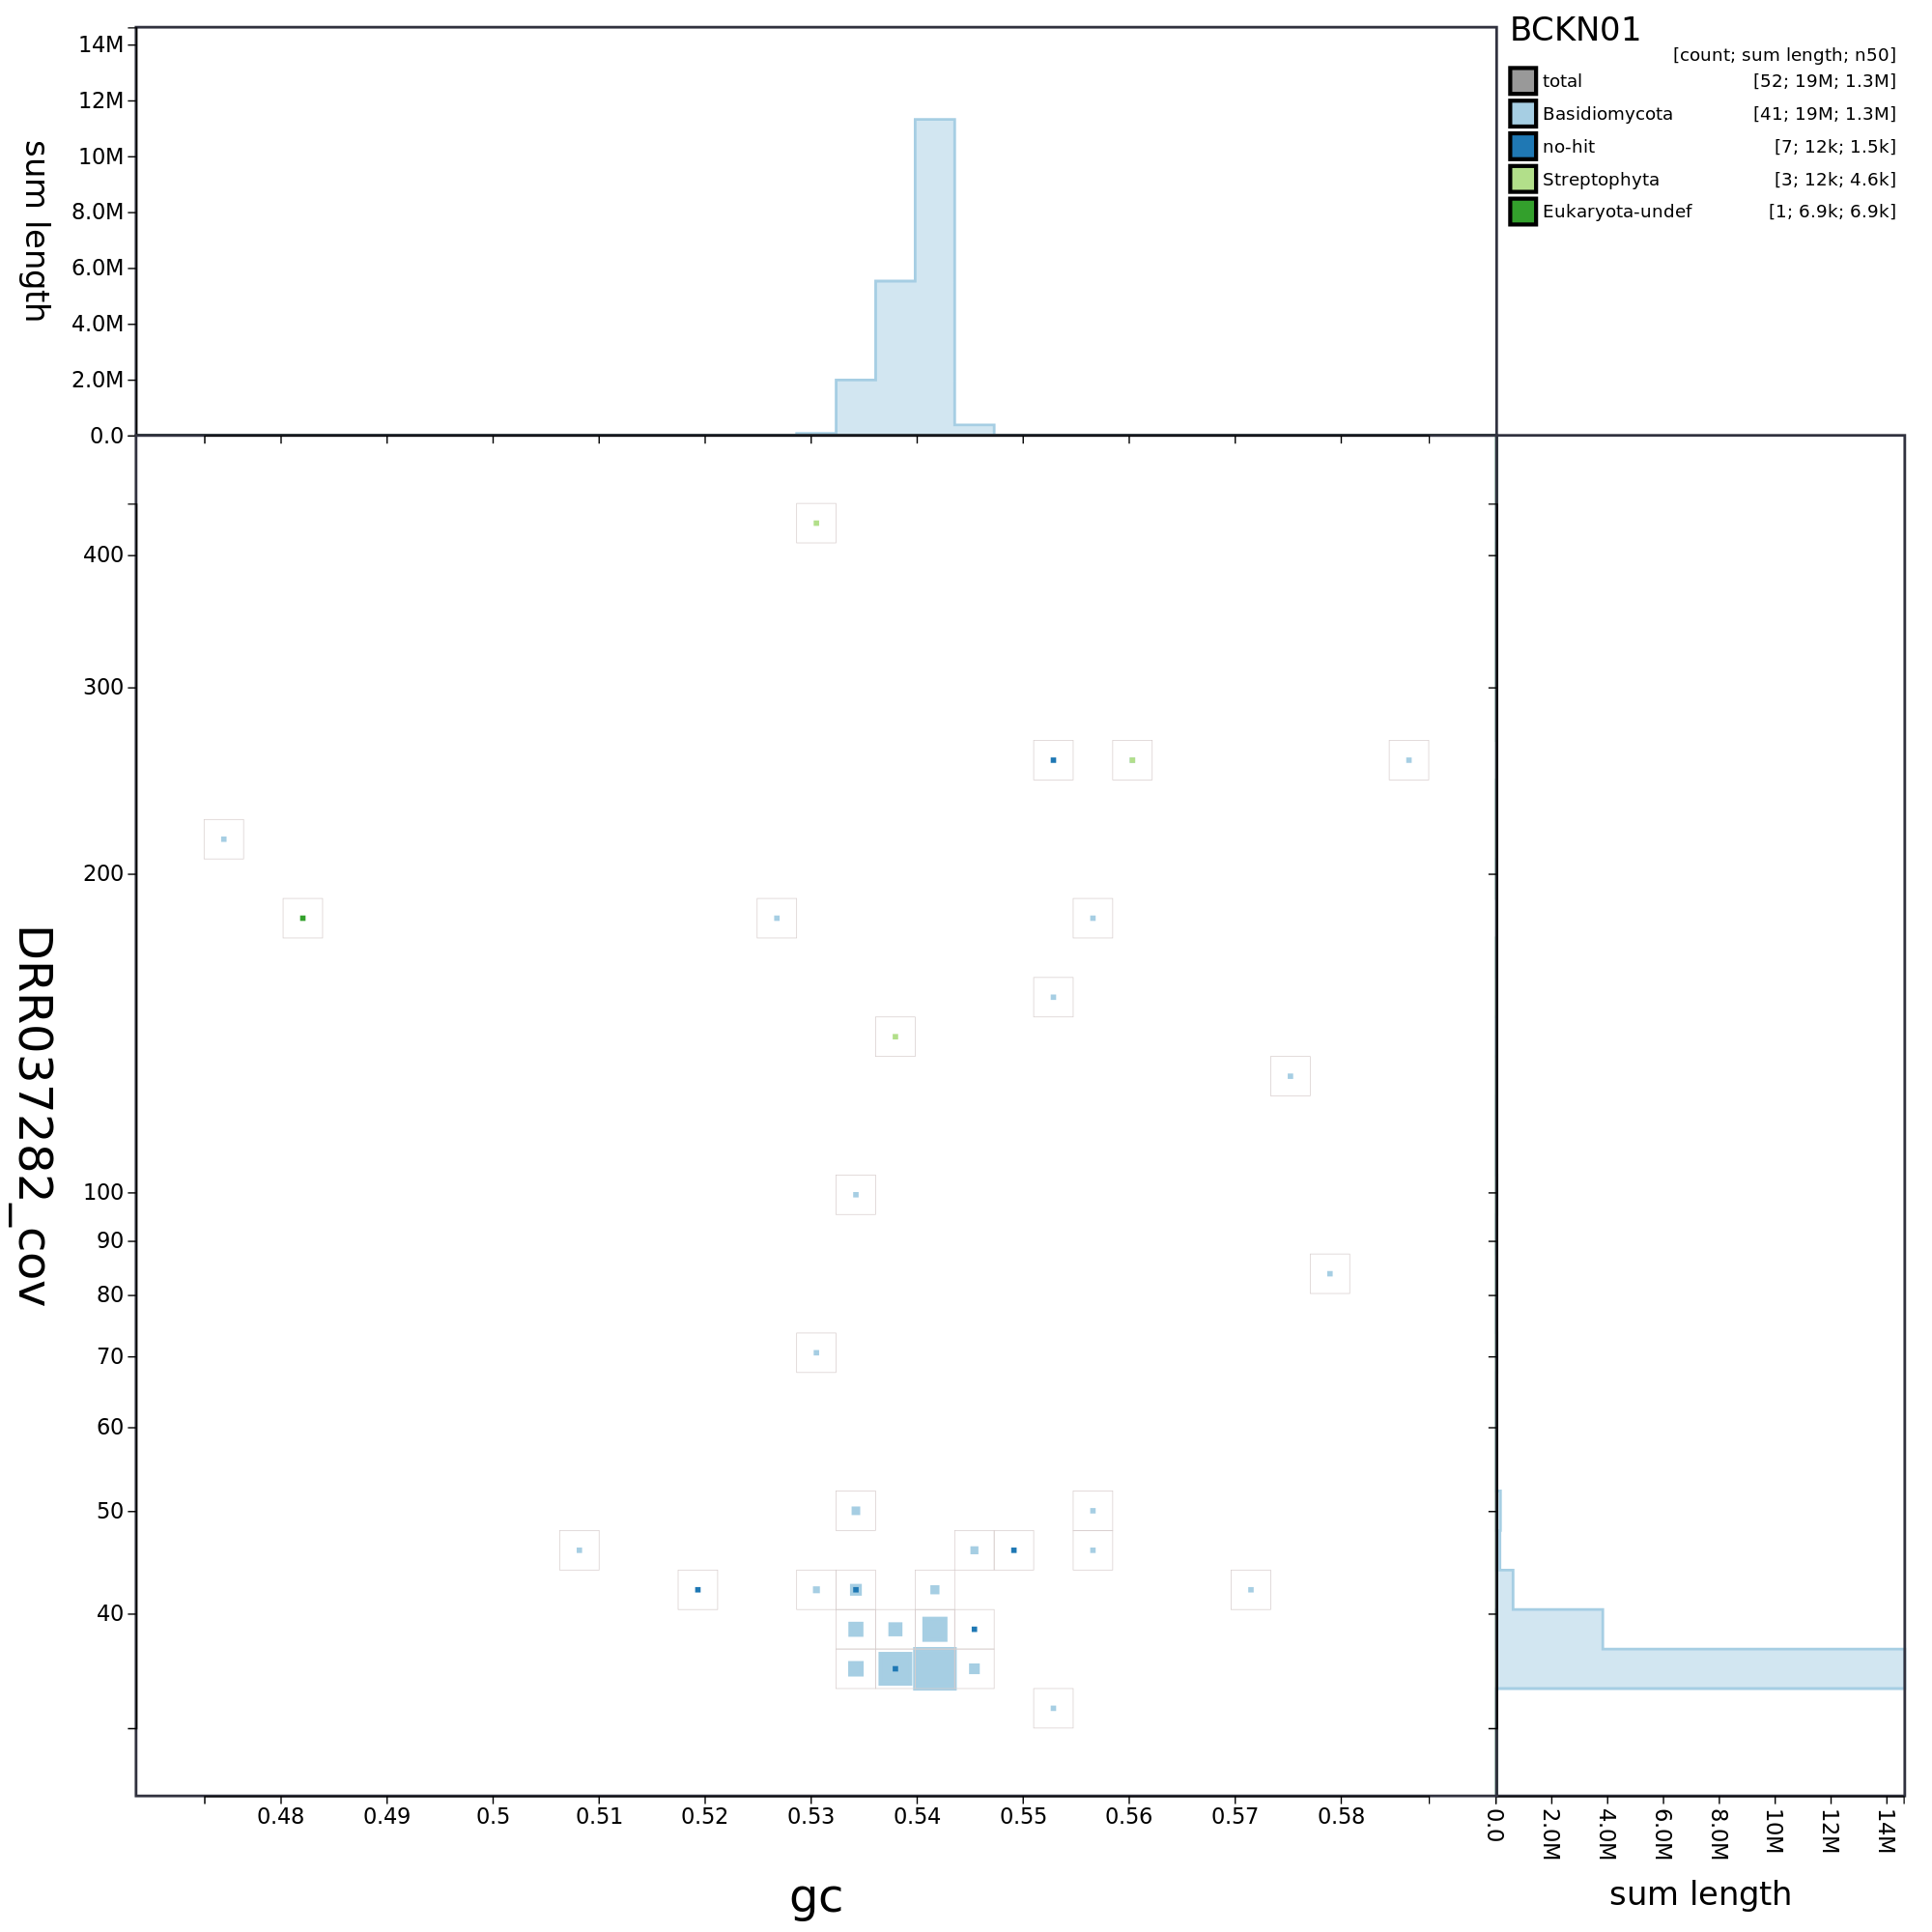 BCKN01
[count; sum length; n50]
total [52; 19M; 1.3M]
Basidiomycota [41; 19M; 1.3M]
no-hit [7; 12k; 1.5k]
Streptophyta [3; 12k; 4.6k]
Eukaryota-undef [1; 6.9k; 6.9k]
sum length
14M
12M
10M
8.0M
6.0M
4.0M
2.0M
0.0
DRR037282_cov
400
300
200
100
90
80
70
60
50
40
0.48 0.49 0.5 0.51 0.52 0.53 0.54 0.55 0.56 0.57 0.58
gc
0.0 2.0M 4.0M 6.0M 8.0M 10M 12M 14M
sum length